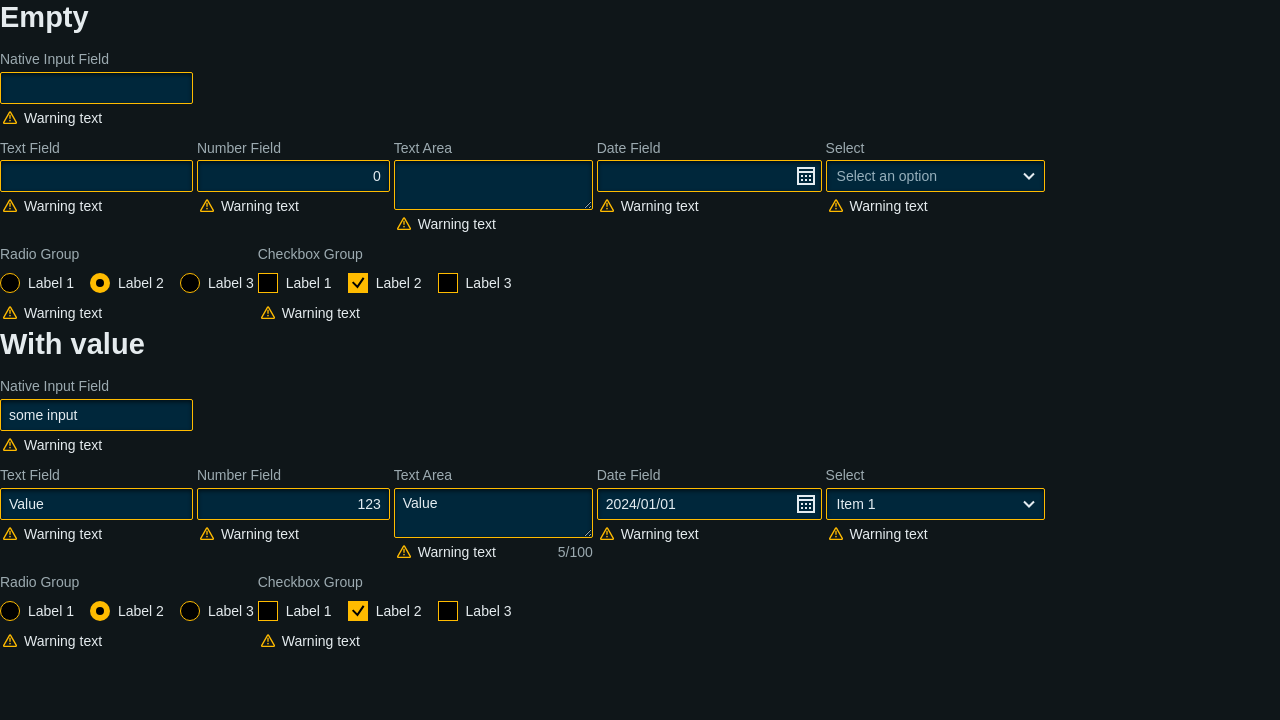 Empty
Native Input Field
Warning text
Text Field Number Field Text Area Date Field Select
0 Select an option
Warning text Warning text Warning text Warning text
Warning text
Radio Group Checkbox Group
Label 1 Label 2 Label 3 Label 1 Label 2 Label 3
Warning text Warning text
With value
Native Input Field
some input
Warning text
Text Field Number Field Text Area Date Field Select
Value 123 Value 2024/01/01 Item 1
Warning text Warning text Warning text Warning text
Warning text 5/100
Radio Group Checkbox Group
Label 1 Label 2 Label 3 Label 1 Label 2 Label 3
Warning text Warning text